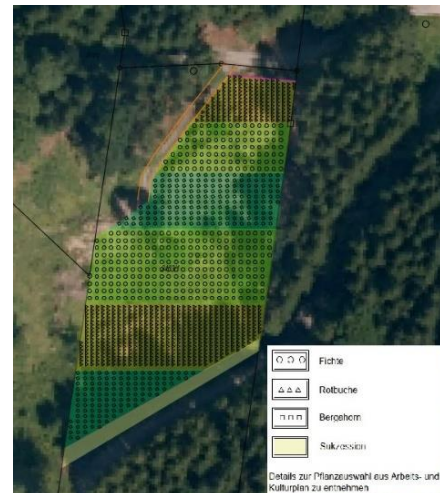 Fichte
Rotbuche
Bergahorn
Sukzession
Details zur Pflanzauswahl aus Arbeits- und
Kulturplan zu entnehmen